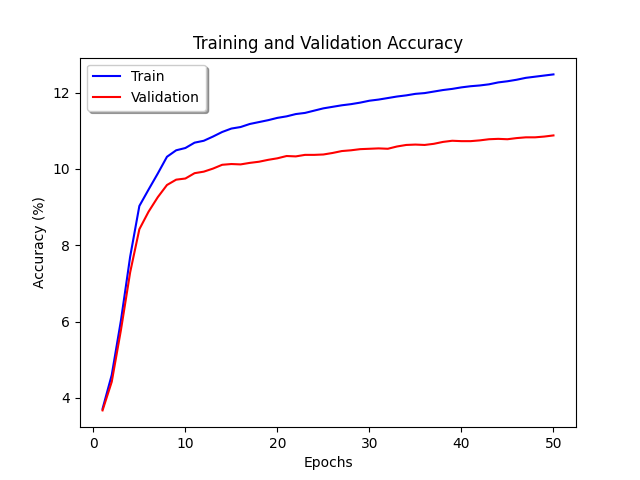 Training and Validation Accuracy
Train
Validation
Accuracy (%)
12
10
8
6
4
0 10 20 30 40 50
Epochs